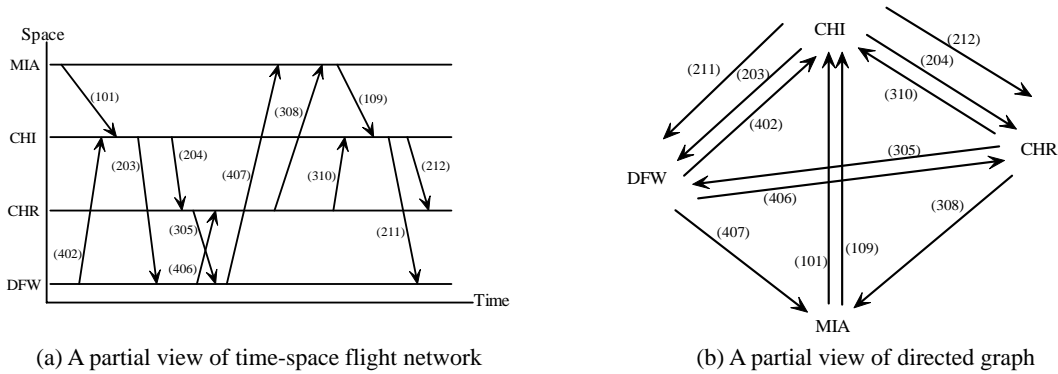 Space
MIA
(101)
(308)
(109)
CHI
(203)
(204)
(407)
(310)
(212)
CHR
(305)
(211)
(402)
(406)
DFW
Time
(a) A partial view of time-space flight network
CHI
(212)
(211)
(203)
(204)
(402)
(310)
CHR
(305)
DFW
(406)
(308)
(407)
(101)
(109)
MIA
(b) A partial view of directed graph